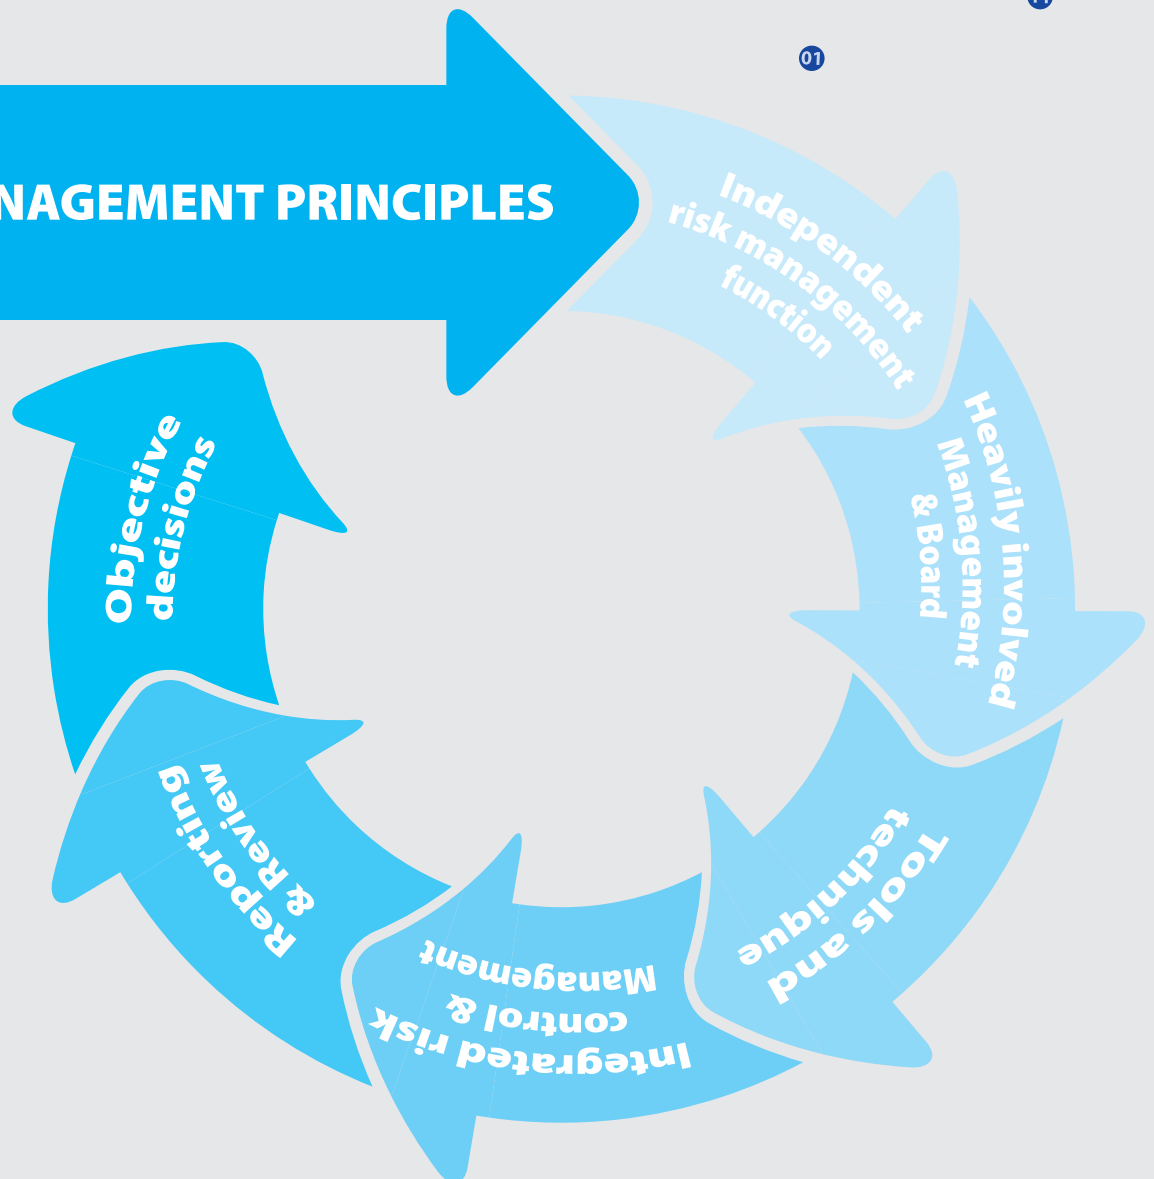 01
NAGEMENT PRINCIPLES
Independent
risk management
function
Heavily involved
Management
& Board
Tools and
technique
Integrated risk
control &
Management
Reporting
& Review
Objective
decisions